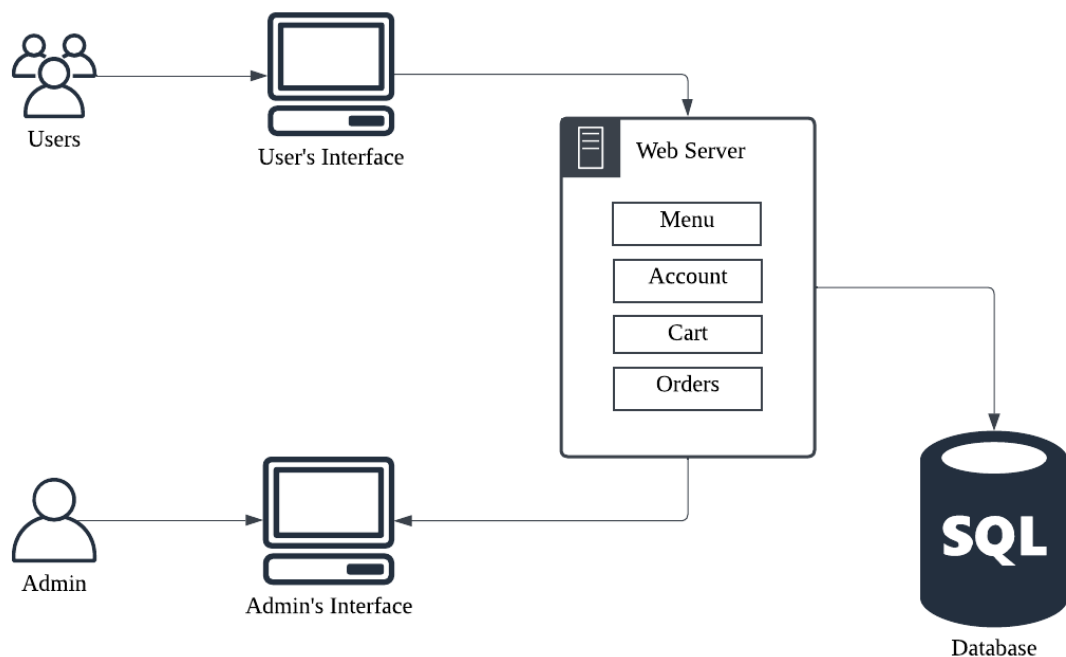 Users
User's Interface
Web Server
Menu
Account
Cart
Orders
Admin
Admin's Interface
SQL
Database